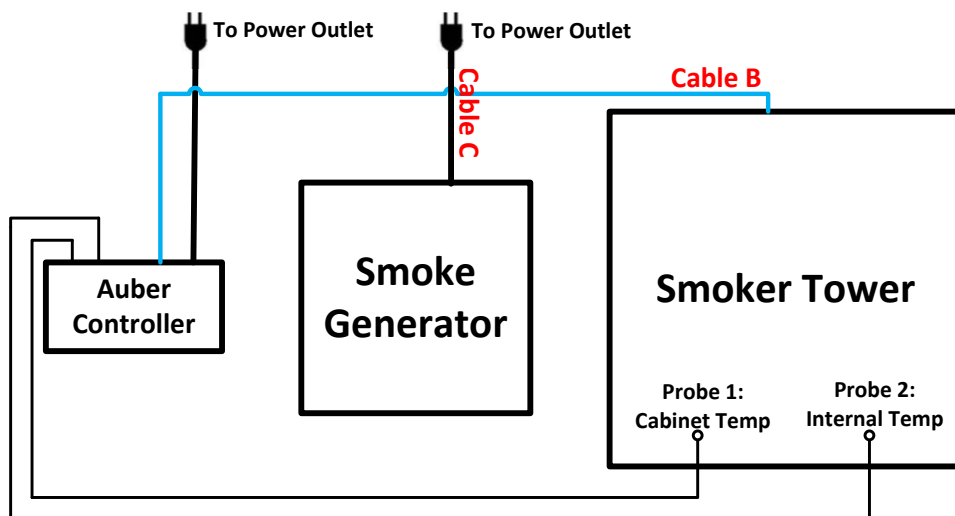 To Power Outlet
To Power Outlet
Cable B
Cable C
Auber
Controller
Smoke
Generator
Smoker Tower
Probe 1:
Cabinet Temp
Probe 2:
Internal Temp